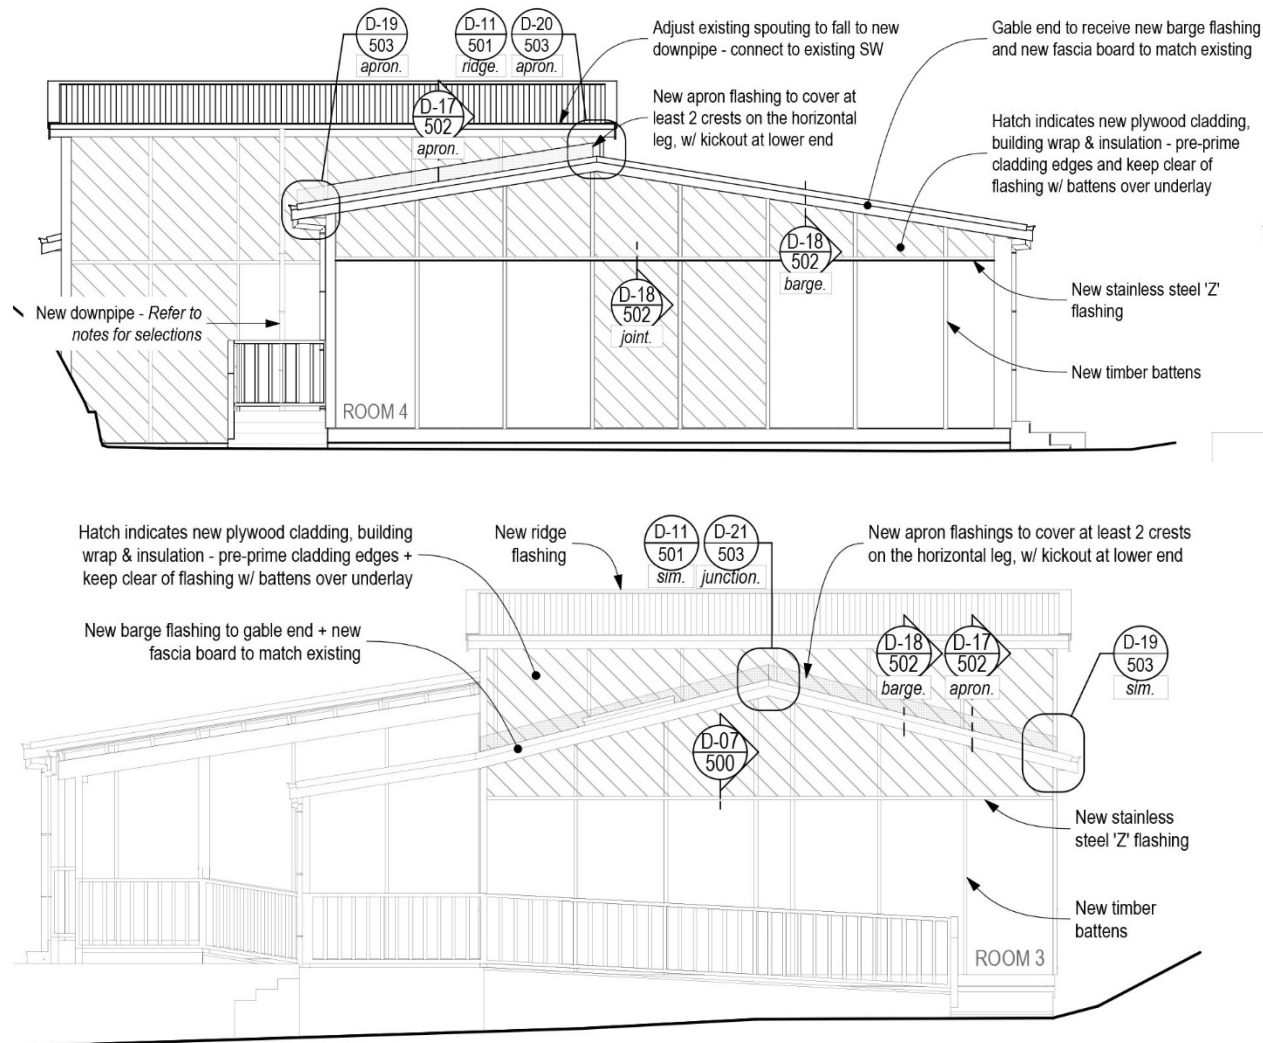 D-19
503
apron.
D-11
501
ridge.
D-20
503
apron.
Adjust existing spouting to fall to new
downpipe - connect to existing SW
Gable end to receive new barge flashing
and new fascia board to match existing
D-17
502
apron.
New apron flashing to cover at
least 2 crests on the horizontal
leg, w/ kickout at lower end
Hatch indicates new plywood cladding,
building wrap & insulation - pre-prime
cladding edges and keep clear of
flashing w/ battens over underlay
D-18
502
barge.
D-18
502
joint.
New stainless steel 'Z'
flashing
New downpipe - Refer to
notes for selections
New timber battens
ROOM 4
Hatch indicates new plywood cladding, building
wrap & insulation - pre-prime cladding edges +
keep clear of flashing w/ battens over underlay
New ridge
flashing
D-11
501
sim.
D-21
503
junction.
New apron flashings to cover at least 2 crests
on the horizontal leg, w/ kickout at lower end
New barge flashing to gable end + new
fascia board to match existing
D-18
502
barge.
D-17
502
apron.
D-19
503
sim.
D-07
500
New stainless
steel 'Z' flashing
New timber
battens
ROOM 3